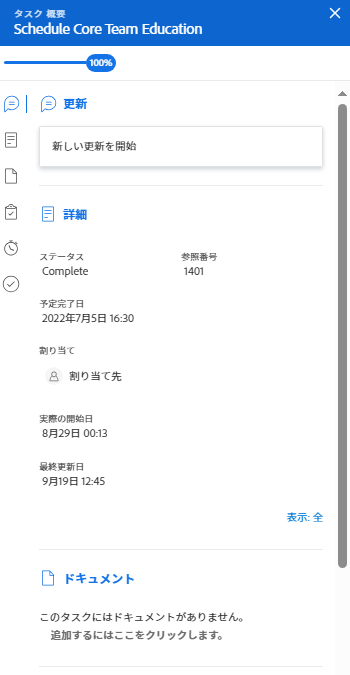 タスク 概要
Schedule Core Team Education
100%
更新
新しい更新を開始
詳細
ステータス
参照番号
Complete
1401
予定完了日
2022年7月5日 16:30
割り当て
割り当て先
実際の開始日
8月29日 00:13
最終更新日
9月19日 12:45
表示: 全
ドキュメント
このタスクにはドキュメントがありません。
追加するにはここをクリックします。